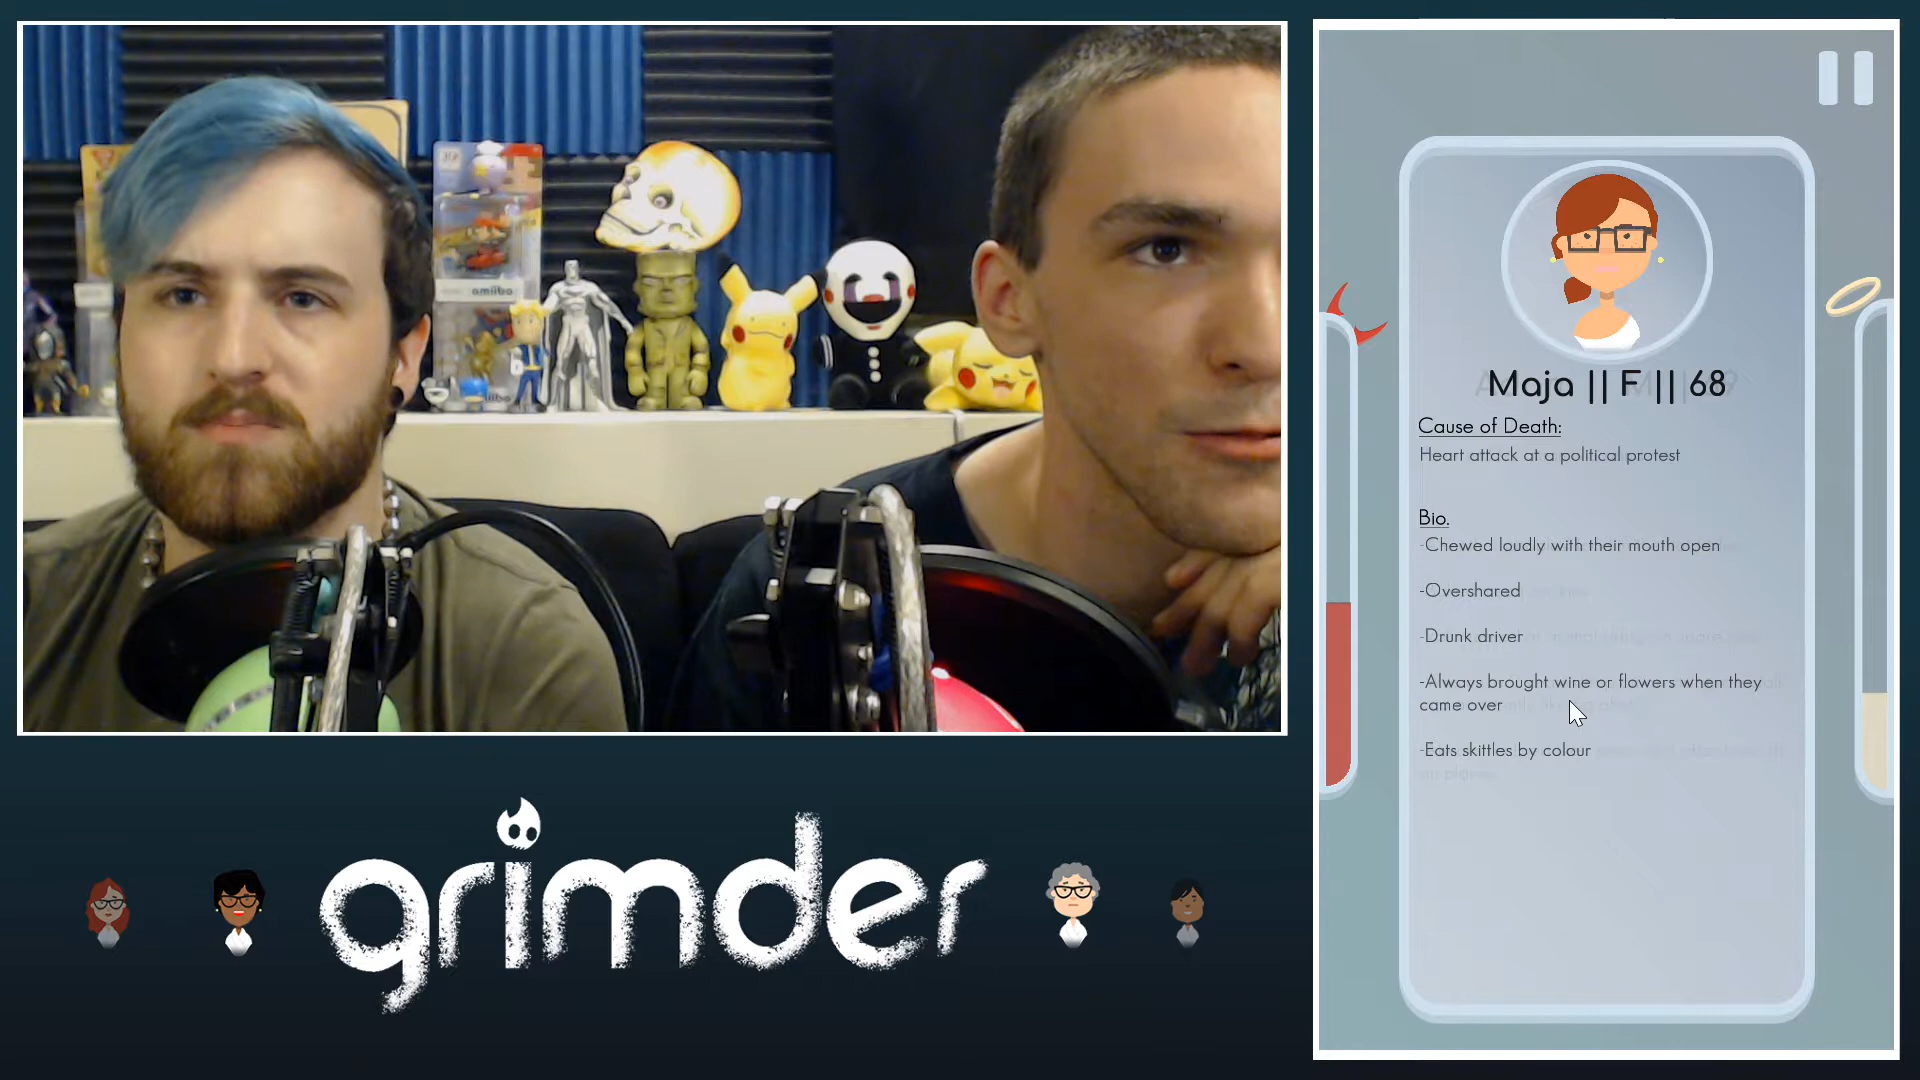 amiibo
Maja || F || 68
Cause of Death:
Heart attack at a political protest
Bio.
-Chewed loudly with their mouth open
-Overshared
-Drunk driver
-Always brought wine or flowers when they
came over
-Eats skittles by colour
grimder